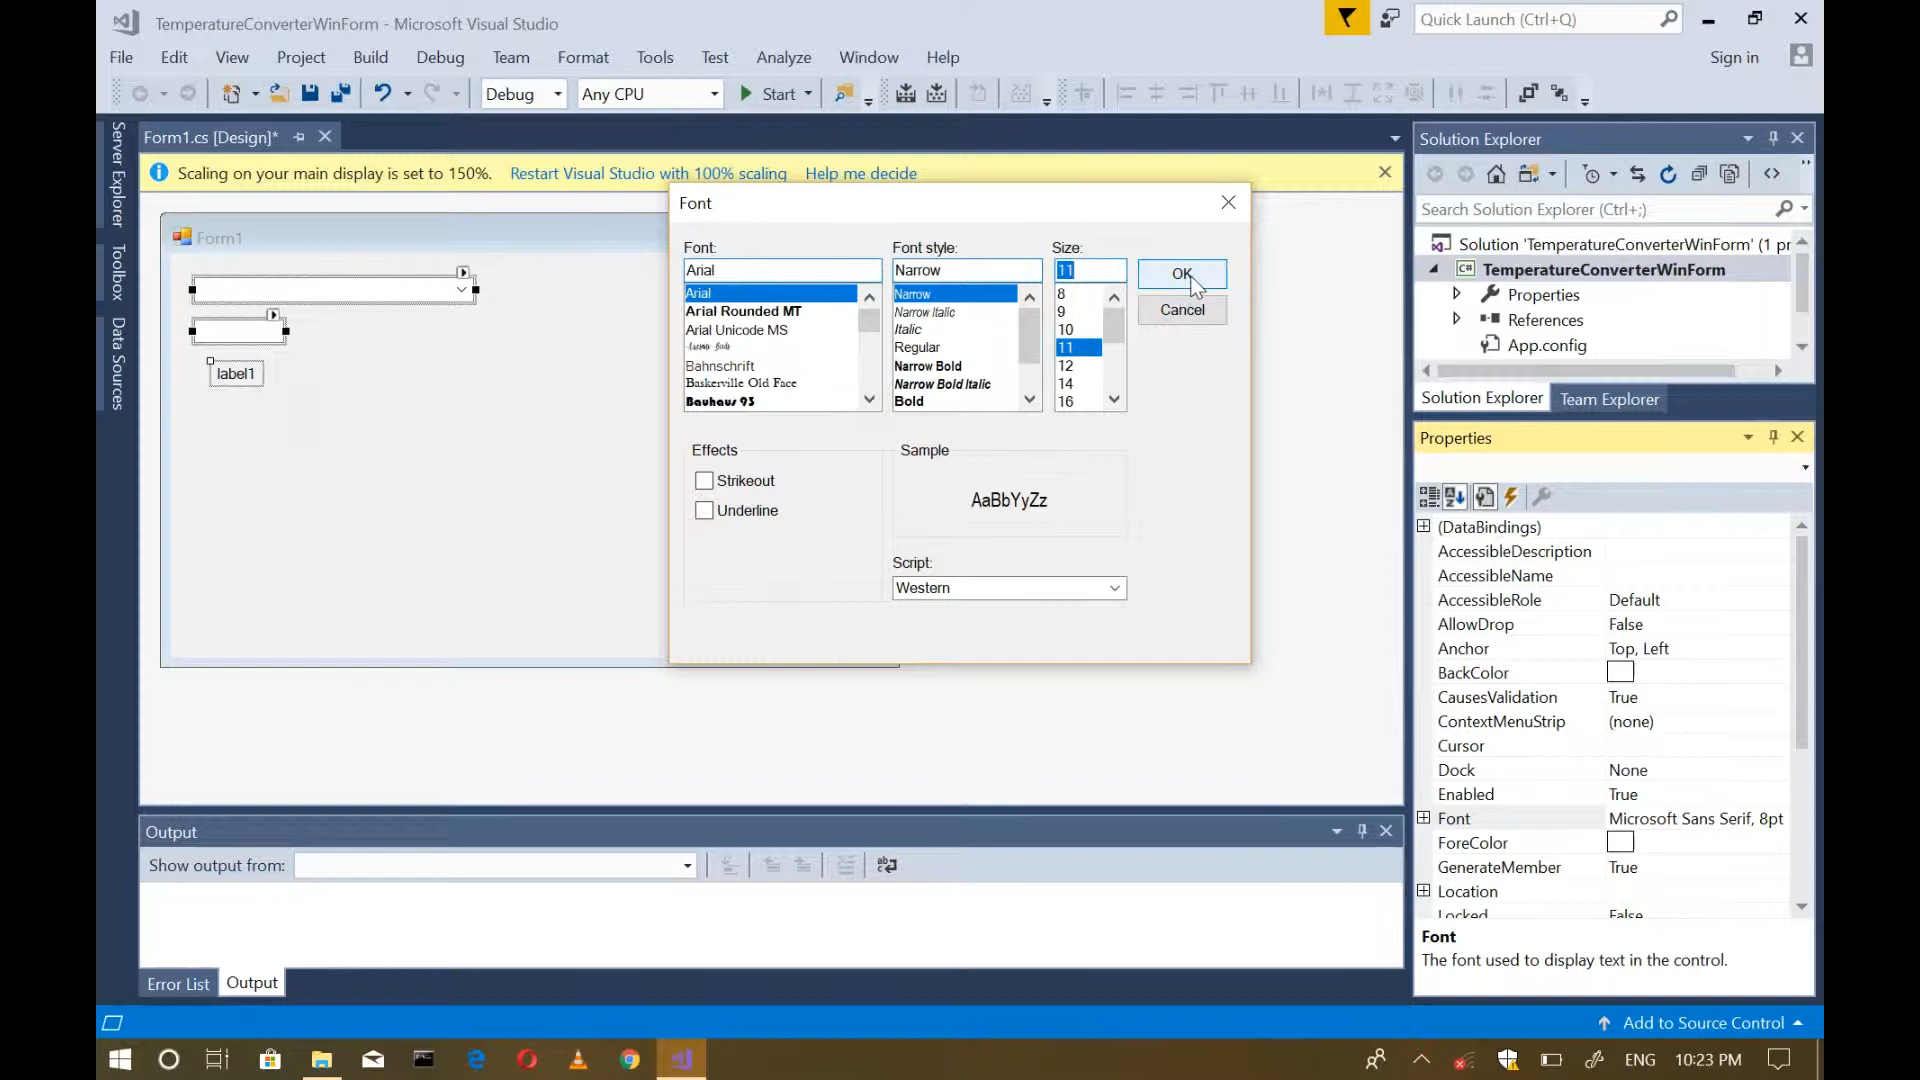 TemperatureConverterWinForm - Microsoft Visual Studio
Quick Launch (Ctrl+Q)
File Edit View Project Build Debug Team Format Tools Test Analyze Window Help
Sign in
Debug Any CPU Start
Server Explorer
Toolbox
Data Sources
Form1.cs [Design]*
Scaling on your main display is set to 150%. Restart Visual Studio with 100% scaling Help me decide
Form1
label1
Font
Font: Font style: Size:
Arial Narrow 11
OK
Cancel
Arial
Arial Rounded MT
Arial Unicode MS
Bahnschrift
Baskerville Old Face
Bauhaus 93
Narrow
Narrow Italic
Italic
Regular
Narrow Bold
Narrow Bold Italic
Bold
8
9
10
11
12
14
16
Effects
Strikeout
Underline
Sample
AaBbYyZz
Script:
Western
Solution Explorer
Search Solution Explorer (Ctrl+;)
Solution 'TemperatureConverterWinForm' (1 pr
C# TemperatureConverterWinForm
Properties
References
App.config
Solution Explorer Team Explorer
Properties
(DataBindings)
AccessibleDescription
AccessibleName
AccessibleRole Default
AllowDrop False
Anchor Top, Left
BackColor
CausesValidation True
ContextMenuStrip (none)
Cursor
Dock None
Enabled True
Font Microsoft Sans Serif, 8pt
ForeColor
GenerateMember True
Location
Locked False
Font
The font used to display text in the control.
Output
Show output from:
Error List Output
Add to Source Control
ENG 10:23 PM